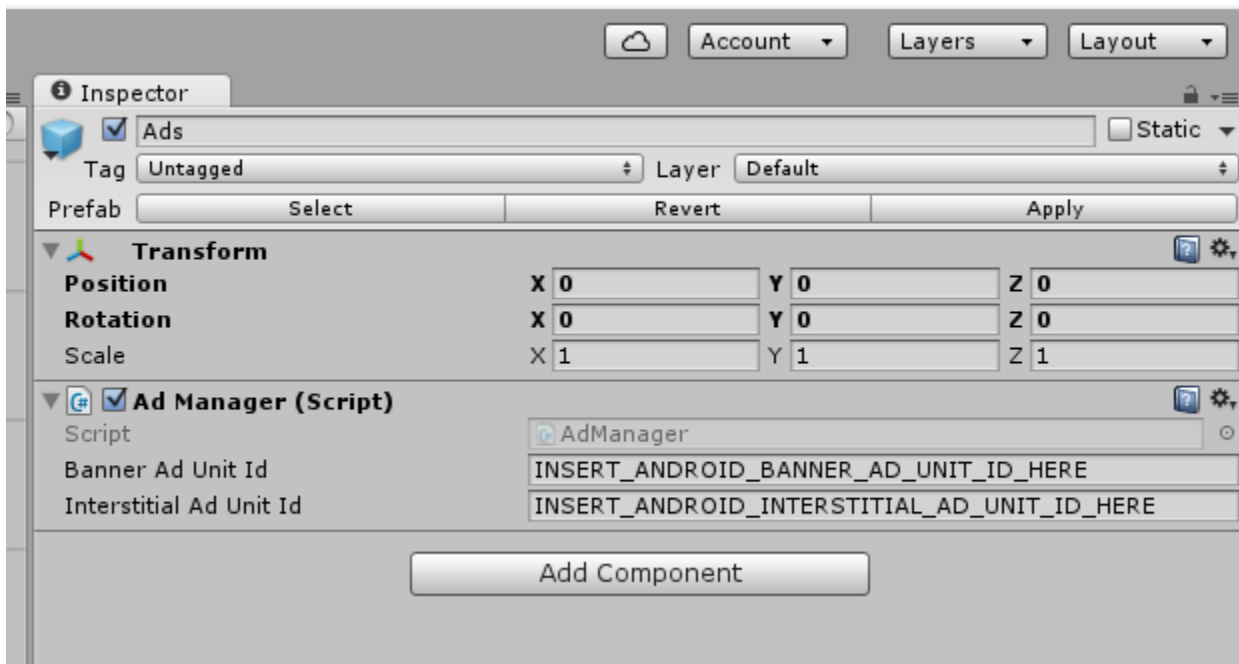 Account Layers Layout
Inspector
Ads Static
Tag Untagged Layer Default
Prefab Select Revert Apply
Transform
Position X 0 Y 0 Z 0
Rotation X 0 Y 0 Z 0
Scale X 1 Y 1 Z 1
Ad Manager (Script)
Script AdManager
Banner Ad Unit Id INSERT_ANDROID_BANNER_AD_UNIT_ID_HERE
Interstitial Ad Unit Id INSERT_ANDROID_INTERSTITIAL_AD_UNIT_ID_HERE
Add Component